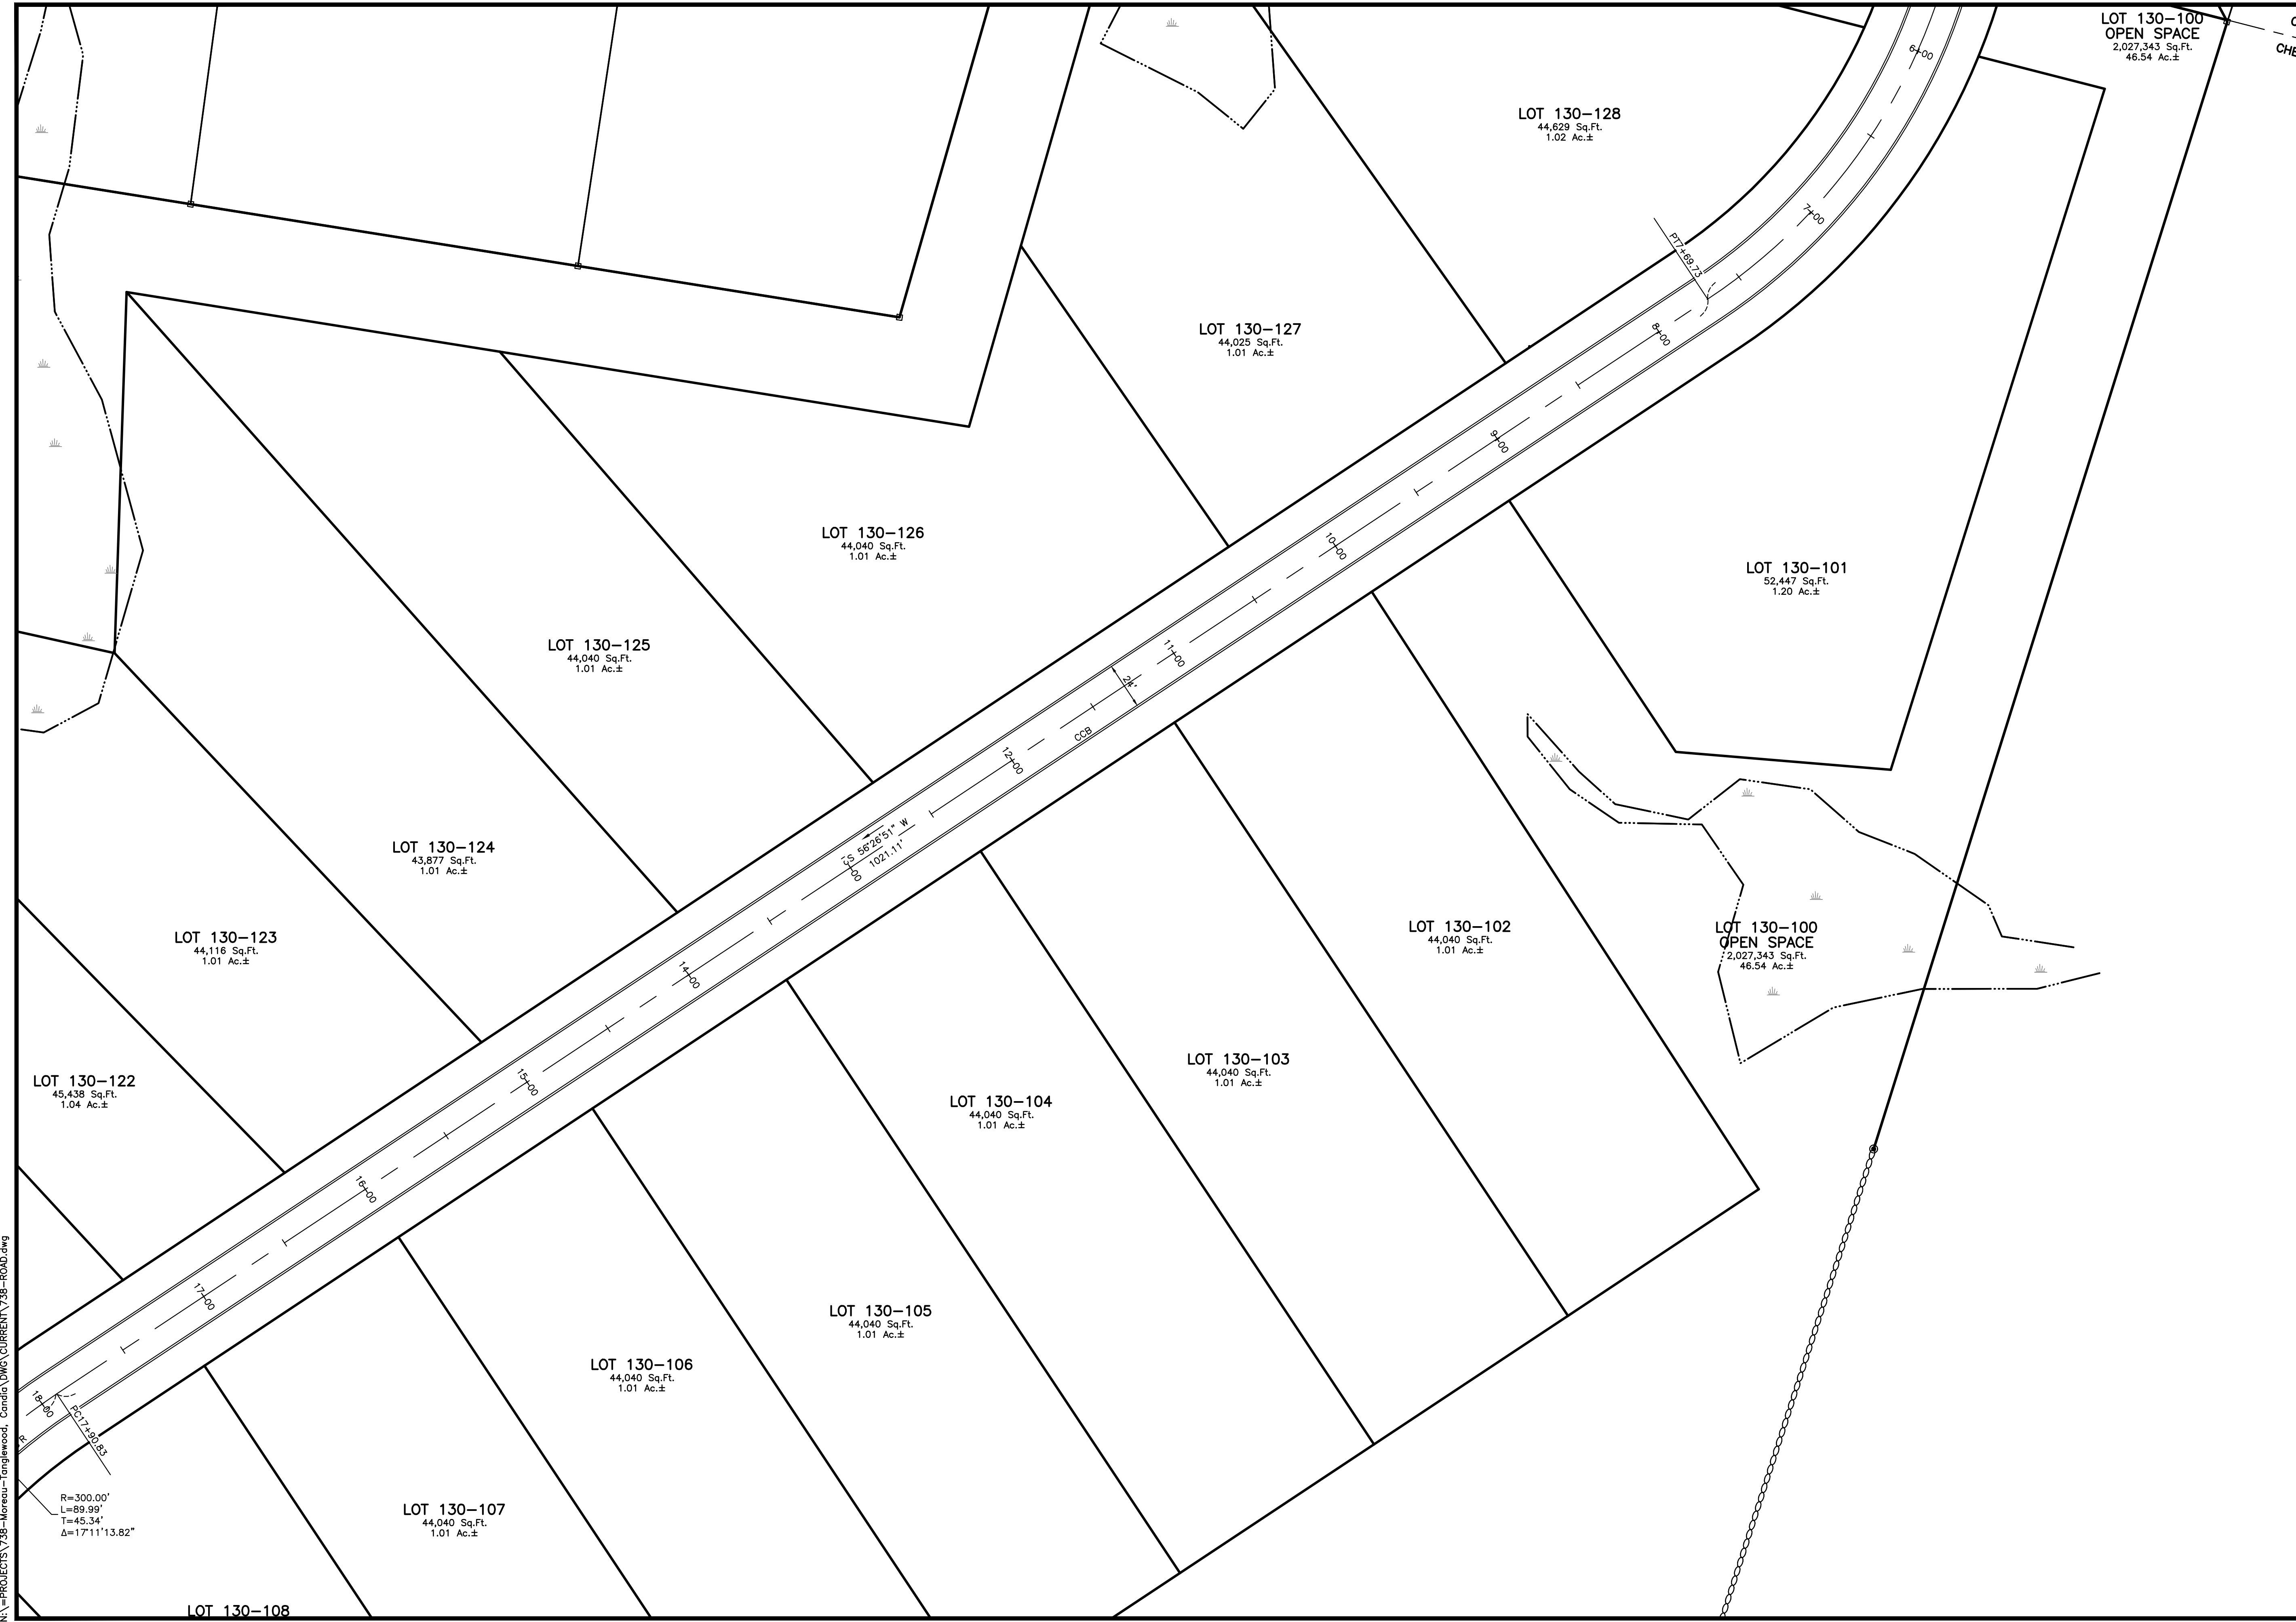 LOT 130-100
OPEN SPACE
2,027,343 Sq.Ft.
46.54 Ac.±
6+00
LOT 130-128
44,629 Sq.Ft.
1.02 Ac.±
7+00
PT7+69.73
8+00
LOT 130-127
44,025 Sq.Ft.
1.01 Ac.±
9+00
LOT 130-126
44,040 Sq.Ft.
1.01 Ac.±
10+00
LOT 130-101
52,447 Sq.Ft.
1.20 Ac.±
LOT 130-125
44,040 Sq.Ft.
1.01 Ac.±
11+00
24'
CCB
12+00
S 56°26'51" W
1021.11'
LOT 130-124
43,877 Sq.Ft.
1.01 Ac.±
LOT 130-123
44,116 Sq.Ft.
1.01 Ac.±
14+00
LOT 130-102
44,040 Sq.Ft.
1.01 Ac.±
LOT 130-100
OPEN SPACE
2,027,343 Sq.Ft.
46.54 Ac.±
LOT 130-122
45,438 Sq.Ft.
1.04 Ac.±
15+00
LOT 130-103
44,040 Sq.Ft.
1.01 Ac.±
LOT 130-104
44,040 Sq.Ft.
1.01 Ac.±
16+00
17+00
LOT 130-105
44,040 Sq.Ft.
1.01 Ac.±
LOT 130-106
44,040 Sq.Ft.
1.01 Ac.±
18+00
PC17+90.83
R=300.00'
L=89.99'
T=45.34'
Δ=17°11'13.82"
LOT 130-107
44,040 Sq.Ft.
1.01 Ac.±
LOT 130-108
N:\=PROJECTS\738-Moreau-Tanglewood, Candia\DWG\CURRENT\738-ROAD.dwg